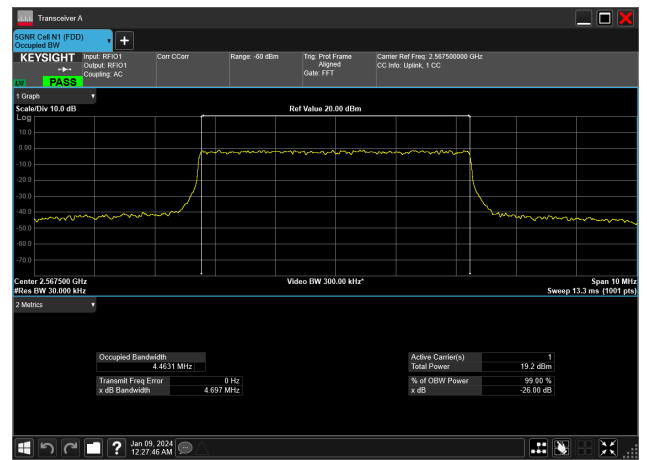 Transceiver A
5GNR Cell N1 (FDD)
Occupied BW
KEYSIGHT
Input: RFIO1
Output: RFIO1
Coupling: AC
Corr CCorr
Range: -60 dBm
Trig: Prot Frame
Aligned
Gate: FFT
Carrier Ref Freq: 2.567500000 GHz
CC Info: Uplink, 1 CC
PASS
1 Graph
Scale/Div 10.0 dB
Ref Value 20.00 dBm
Log
10.0
0.00
-10.0
-20.0
-30.0
-40.0
-50.0
-60.0
-70.0
Center 2.567500 GHz
Video BW 300.00 kHz*
Span 10 MHz
#Res BW 30.000 kHz
Sweep 13.3 ms (1001 pts)
2 Metrics
Occupied Bandwidth
4.4631 MHz
Active Carrier(s) 1
Total Power 19.2 dBm
Transmit Freq Error 0 Hz
x dB Bandwidth 4.697 MHz
% of OBW Power 99.00 %
x dB -26.00 dB
Jan 09, 2024
12:27:46 AM